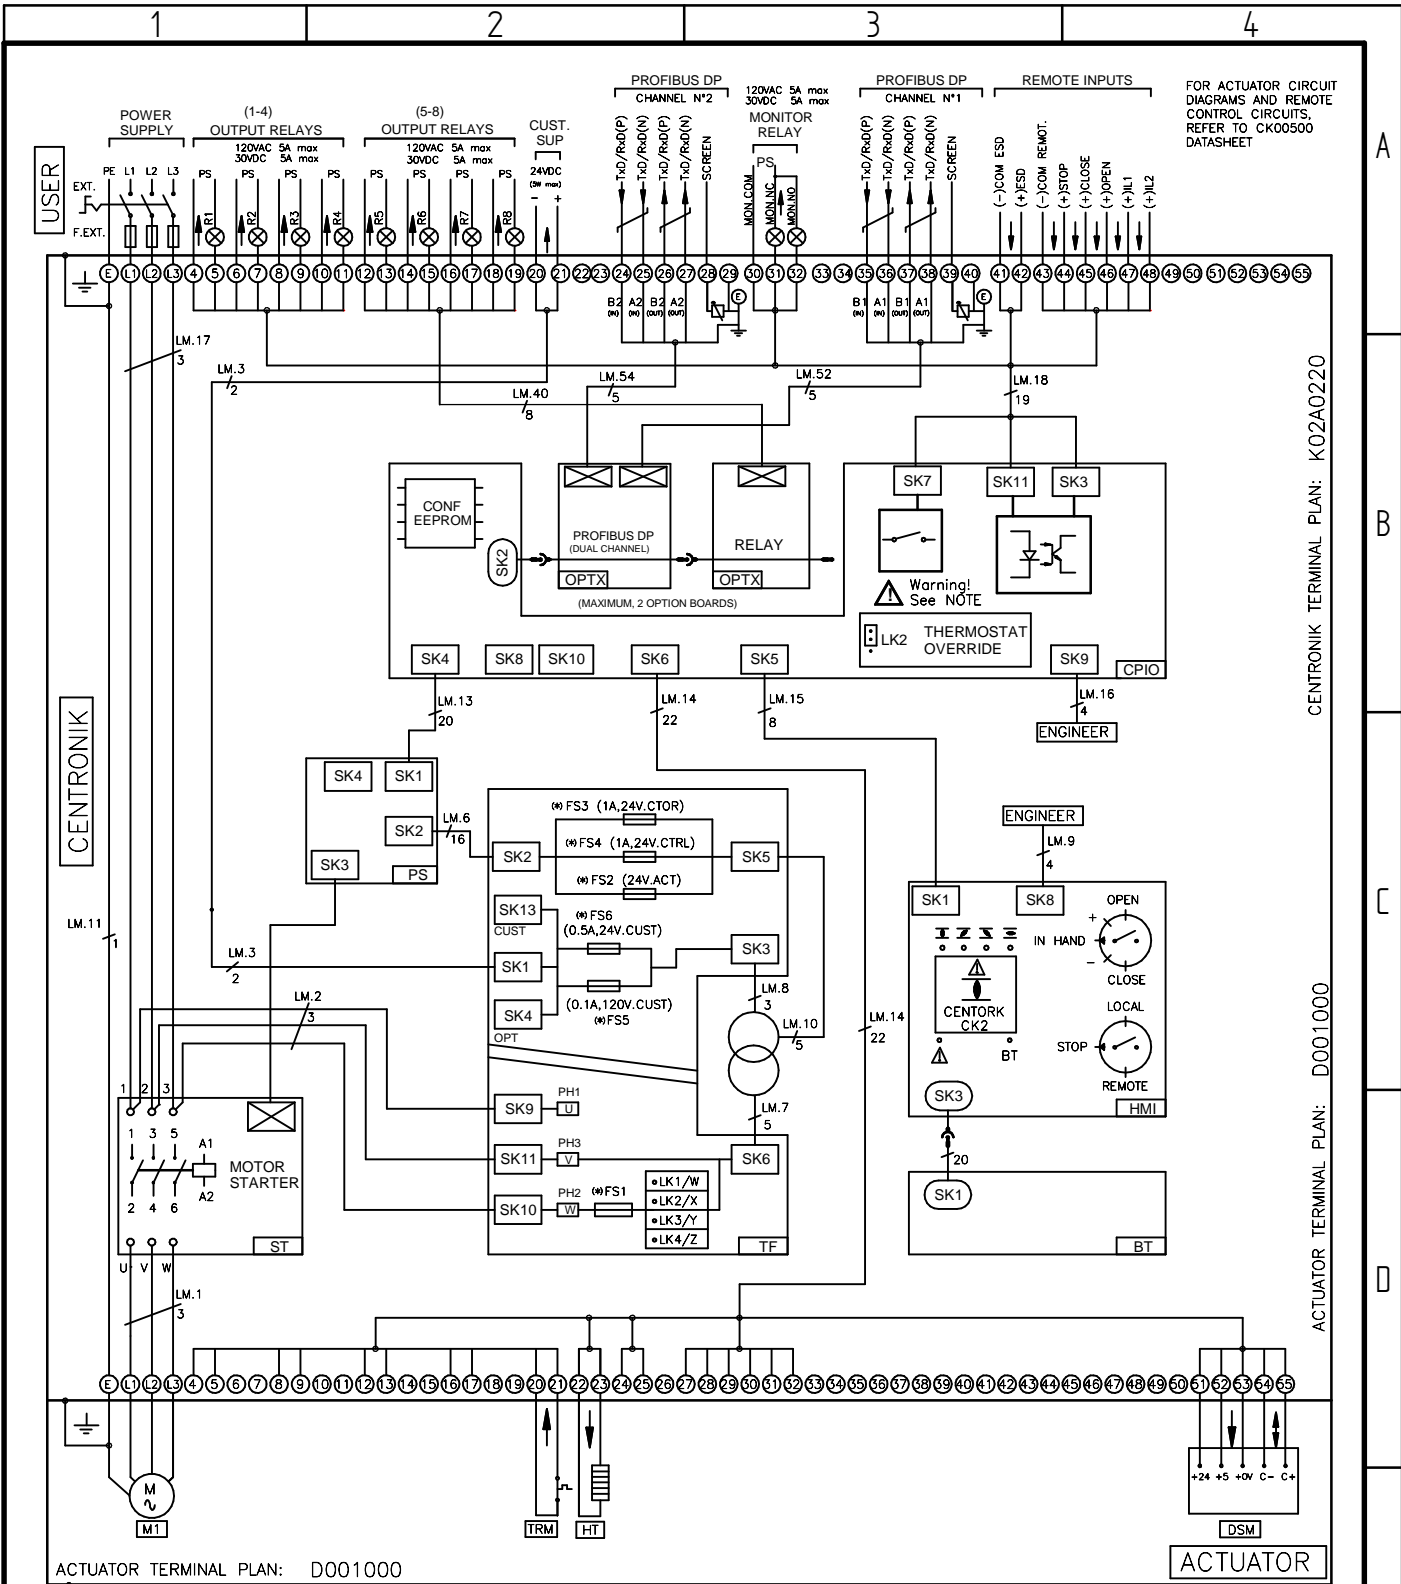 1 2 3 4
A
B
C
D
USER
POWER
SUPPLY
PE L1 L2 L3
EXT.
F.EXT.
(1-4)
OUTPUT RELAYS
120VAC 5A max
30VDC 5A max
PS PS PS PS
R1 R2 R3 R4
(5-8)
OUTPUT RELAYS
120VAC 5A max
30VDC 5A max
PS PS PS PS
R5 R6 R7 R8
CUST.
SUP
24VDC
(5W max)
- +
PROFIBUS DP
CHANNEL N°2
TxD/RxD(P)
TxD/RxD(N)
TxD/RxD(P)
TxD/RxD(N)
SCREEN
120VAC 5A max
30VDC 5A max
MONITOR
RELAY
PS
MON.COM
MON.NC
MON.NO
PROFIBUS DP
CHANNEL N°1
TxD/RxD(P)
TxD/RxD(N)
TxD/RxD(P)
TxD/RxD(N)
SCREEN
REMOTE INPUTS
(-)COM ESD
(+)ESD
(-)COM REMOT.
(+)STOP
(+)CLOSE
(+)OPEN
(+)IL1
(+)IL2
FOR ACTUATOR CIRCUIT
DIAGRAMS AND REMOTE
CONTROL CIRCUITS,
REFER TO CK00500
DATASHEET
E L1 L2 L3 4 5 6 7 8 9 10 11 12 13 14 15 16 17 18 19 20 21 22 23 24 25 26 27 28 29 30 31 32 33 34 35 36 37 38 39 40 41 42 43 44 45 46 47 48 49 50 51 52 53 54 55
B2 A2 B2 A2
(IN) (IN) (OUT) (OUT)
E
B1 A1 B1 A1
(IN) (IN) (OUT) (OUT)
E
LM.17
3
LM.3
2
LM.40
8
LM.54
5
LM.52
5
LM.18
19
CENTRONIK TERMINAL PLAN: K02A0220
CONF
EEPROM
SK2
PROFIBUS DP
(DUAL CHANNEL)
OPTX
RELAY
OPTX
(MAXIMUM, 2 OPTION BOARDS)
SK7
SK11
SK3
Warning!
See NOTE
LK2
THERMOSTAT
OVERRIDE
SK4
SK8
SK10
SK6
SK5
SK9
CPIO
LM.13
20
LM.14
22
LM.15
8
LM.16
4
ENGINEER
CENTRONIK
SK4
SK1
SK2
SK3
PS
LM.6
16
(*)FS3 (1A,24V.CTOR)
(*)FS4 (1A,24V.CTRL)
(*)FS2 (24V.ACT)
SK2
SK5
SK13
CUST
(*)FS6
(0.5A,24V.CUST)
SK1
SK3
(0.1A,120V.CUST)
(*)FS5
SK4
OPT
LM.8
3
LM.10
5
LM.7
5
LM.14
22
LM.11
1
LM.3
2
LM.2
3
ENGINEER
LM.9
4
SK1
SK8
OPEN
+
IN HAND
-
CLOSE
CENTORK
CK2
BT
LOCAL
STOP
REMOTE
SK3
HMI
20
SK1
BT
ACTUATOR TERMINAL PLAN: D001000
1 2 3
1 3 5
A1
A2
2 4 6
MOTOR
STARTER
ST
U V W
LM.1
3
SK9
PH1
U
SK11
PH3
V
SK10
PH2
W
(*)FS1
LK1/W
LK2/X
LK3/Y
LK4/Z
SK6
TF
E L1 L2 L3 4 5 6 7 8 9 10 11 12 13 14 15 16 17 18 19 20 21 22 23 24 25 26 27 28 29 30 31 32 33 34 35 36 37 38 39 40 41 42 43 44 45 46 47 48 49 50 51 52 53 54 55
M
M1
TRM
HT
+24 +5 +0V C- C+
DSM
ACTUATOR TERMINAL PLAN: D001000
ACTUATOR